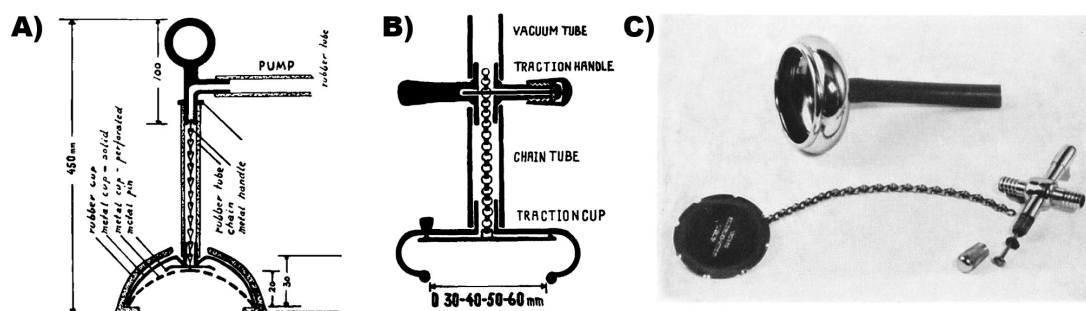 A)
PUMP
rubber tube
100
450 mm
rubber cup
metal cup = solid
metal cup - perforated
metal pin
rubber tube
chain
metal handle
20
30
B)
VACUUM TUBE
TRACTION HANDLE
CHAIN TUBE
TRACTION CUP
D 30-40-50-60 mm
C)